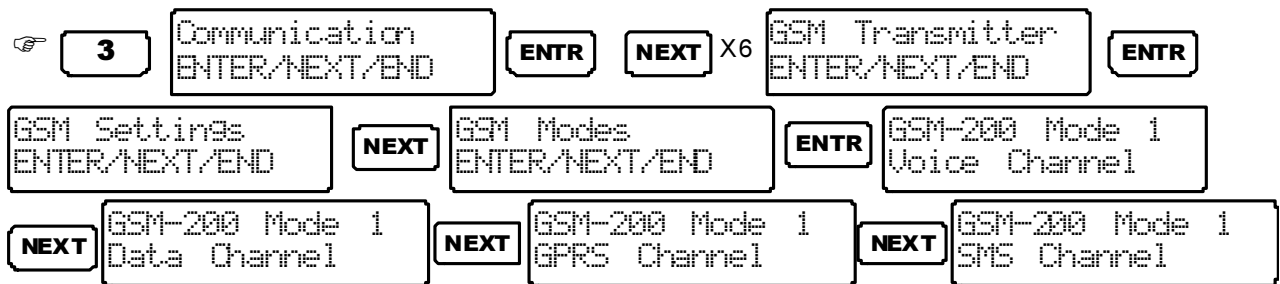 3
Communication
ENTER/NEXT/END
ENTR
NEXT X6
GSM Transmitter
ENTER/NEXT/END
ENTR
GSM Settings
ENTER/NEXT/END
NEXT
GSM Modes
ENTER/NEXT/END
ENTR
GSM-200 Mode 1
Voice Channel
NEXT
GSM-200 Mode 1
Data Channel
NEXT
GSM-200 Mode 1
GPRS Channel
NEXT
GSM-200 Mode 1
SMS Channel